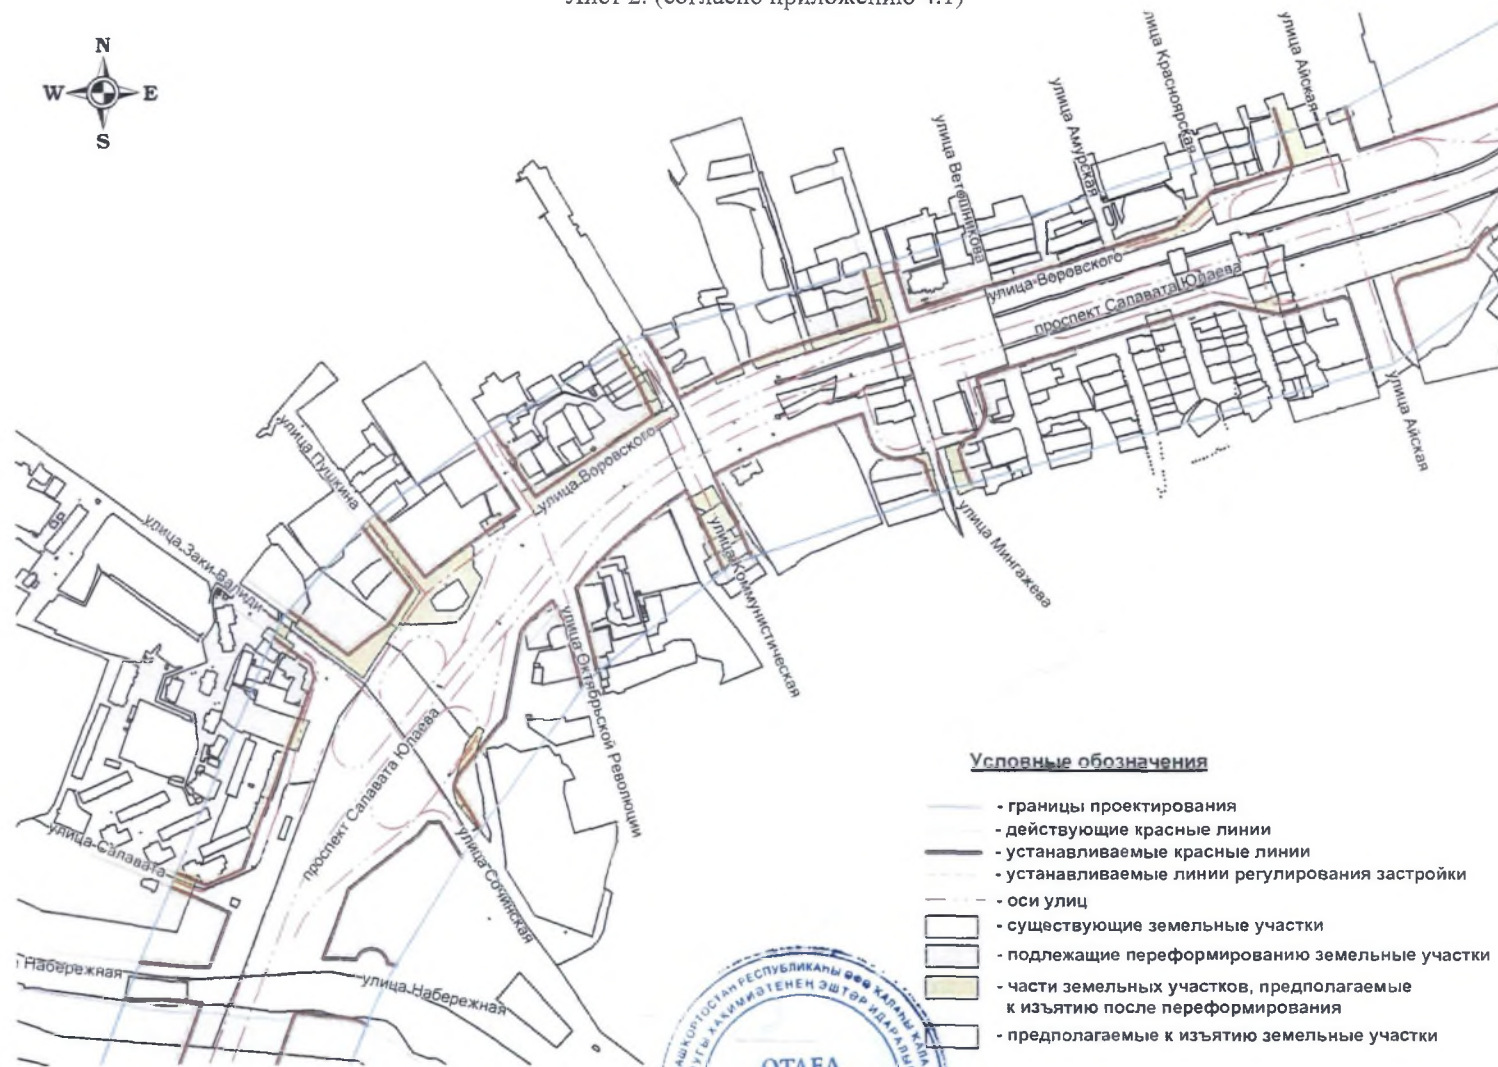 Лист 2. (согласно приложению 4.1)
N
W E
S
улица Красноярская
улица Айская
улица Амурская
улица Ветошникова
улица Воровского
проспект Салавата Юлаева
улица Айская
улица Пушкина
улица Воровского
улица Заки-Валиди
улица Коммунистическая
улица Мингажева
улица Октябрьской Революции
проспект Салавата Юлаева
улица Салавата
улица Сочинская
Набережная
улица Набережная
Условные обозначения
- границы проектирования
- действующие красные линии
- устанавливаемые красные линии
- устанавливаемые линии регулирования застройки
- оси улиц
- существующие земельные участки
- подлежащие переформированию земельные участки
- части земельных участков, предполагаемые
к изъятию после переформирования
- предполагаемые к изъятию земельные участки